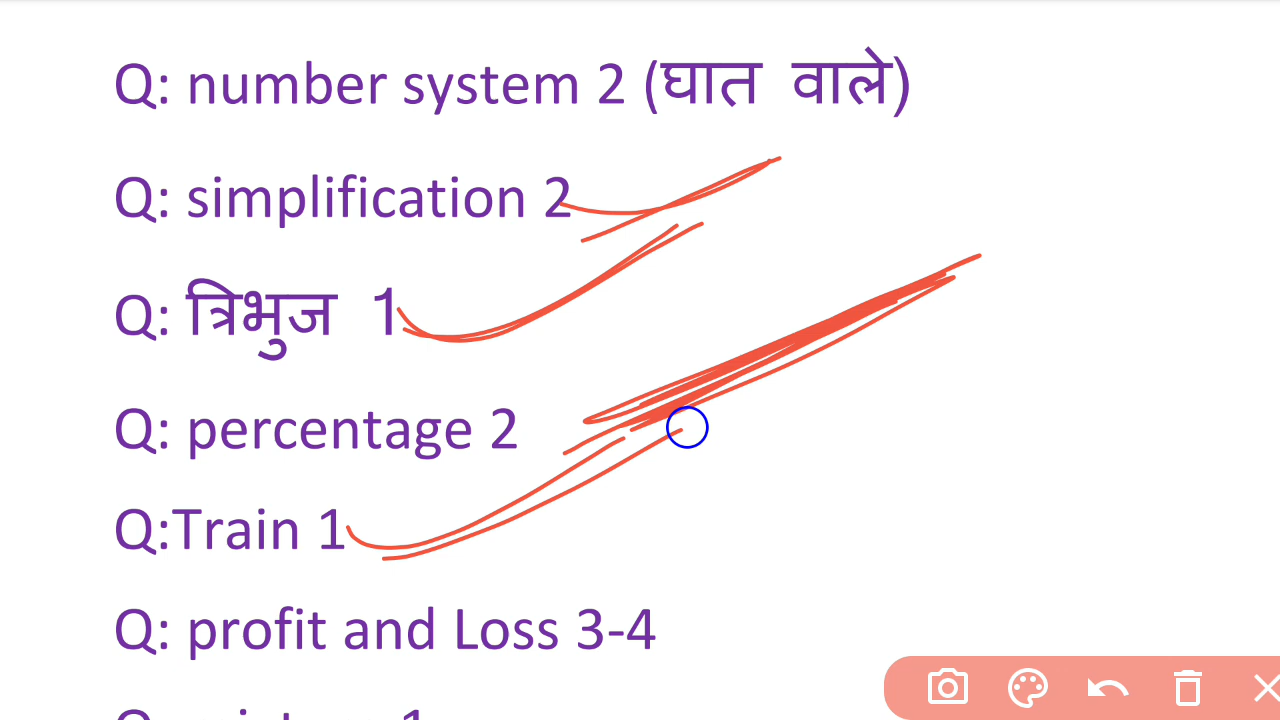 Q: number system 2 (घात वाले)
Q: simplification 2
Q: त्रिभुज 1
Q: percentage 2
Q:Train 1
Q: profit and Loss 3-4